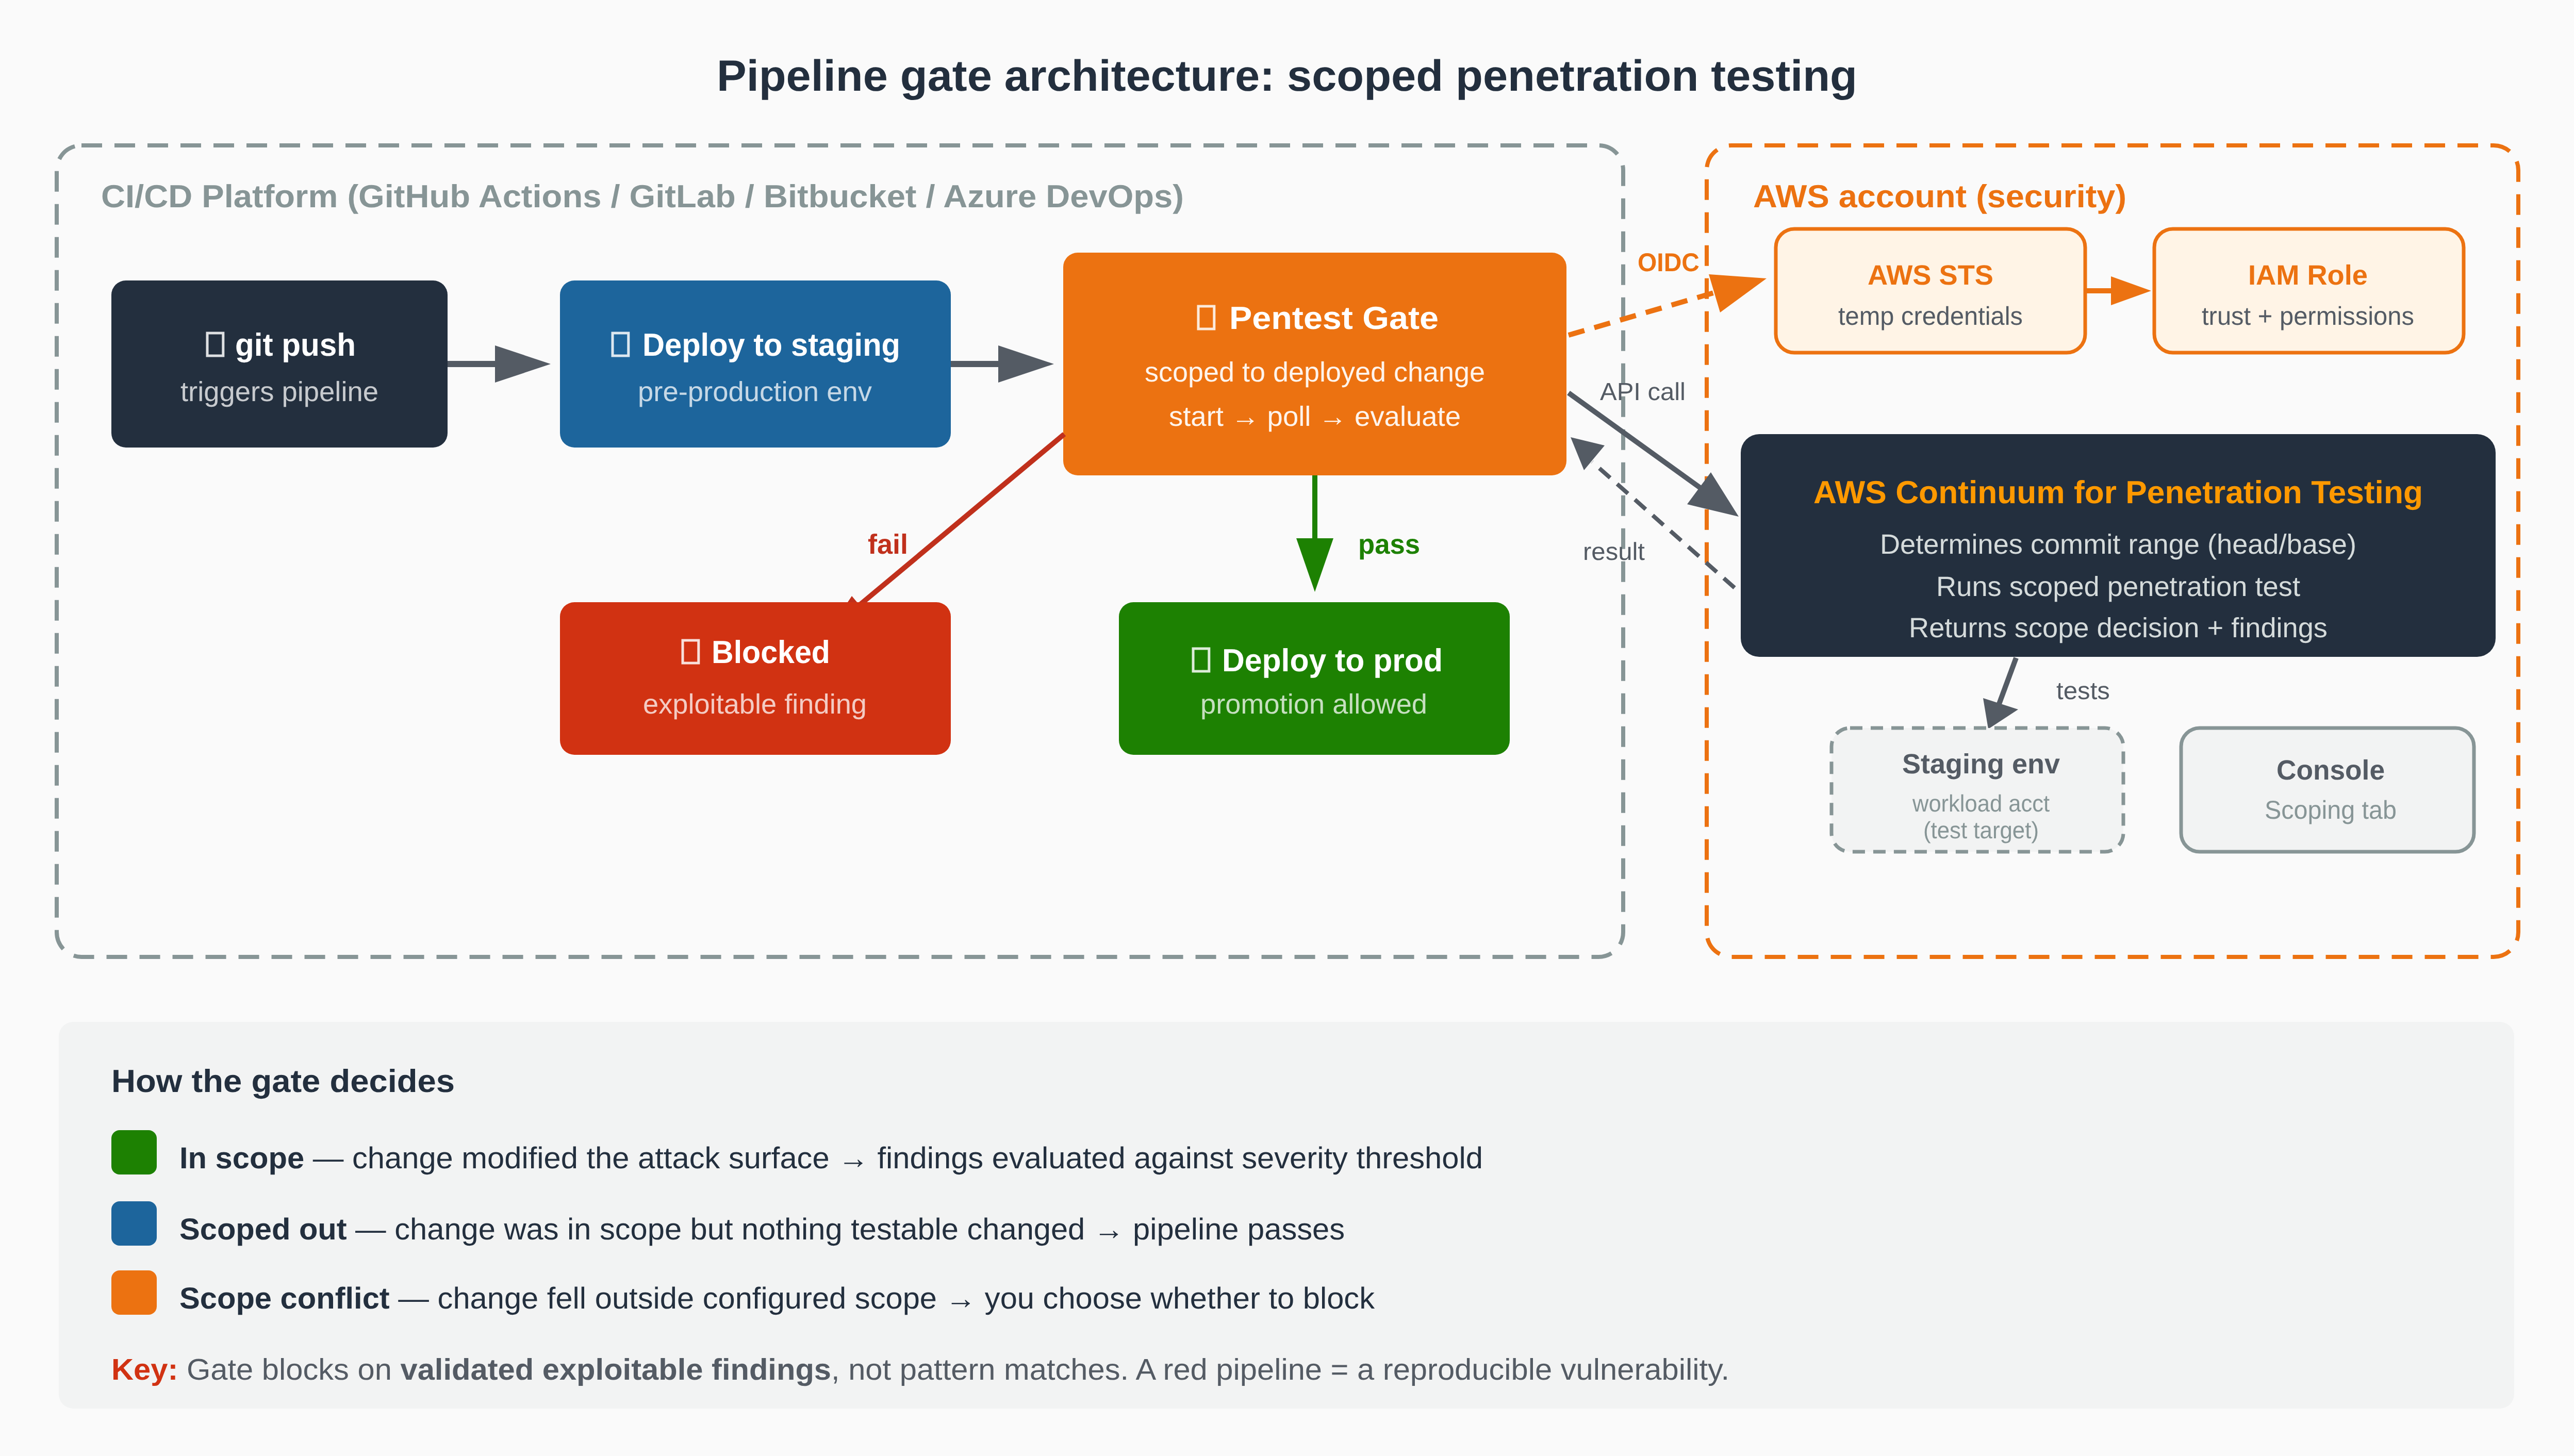 Pipeline gate architecture: scoped penetration testing
CI/CD Platform (GitHub Actions / GitLab / Bitbucket / Azure DevOps)
git push
triggers pipeline
Deploy to staging
pre-production env
Pentest Gate
scoped to deployed change
start → poll → evaluate
fail
pass
Blocked
exploitable finding
Deploy to prod
promotion allowed
OIDC
API call
result
AWS account (security)
AWS STS
temp credentials
IAM Role
trust + permissions
AWS Continuum for Penetration Testing
Determines commit range (head/base)
Runs scoped penetration test
Returns scope decision + findings
tests
Staging env
workload acct
(test target)
Console
Scoping tab
How the gate decides
In scope — change modified the attack surface → findings evaluated against severity threshold
Scoped out — change was in scope but nothing testable changed → pipeline passes
Scope conflict — change fell outside configured scope → you choose whether to block
Key: Gate blocks on validated exploitable findings, not pattern matches. A red pipeline = a reproducible vulnerability.